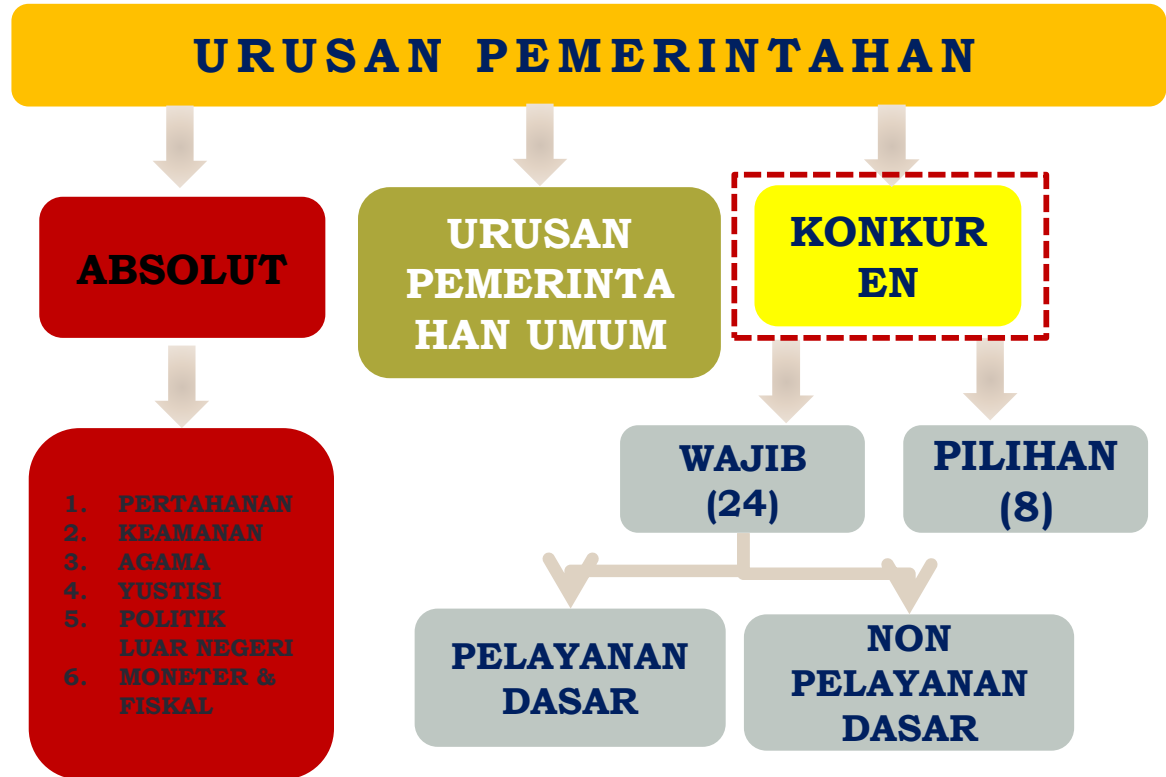 URUSAN PEMERINTAHAN
ABSOLUT
URUSAN
PEMERINTA
HAN UMUM
KONKUR
EN
1. PERTAHANAN
2. KEAMANAN
3. AGAMA
4. YUSTISI
5. POLITIK
LUAR NEGERI
6. MONETER &
FISKAL
WAJIB
(24)
PILIHAN
(8)
PELAYANAN
DASAR
NON
PELAYANAN
DASAR